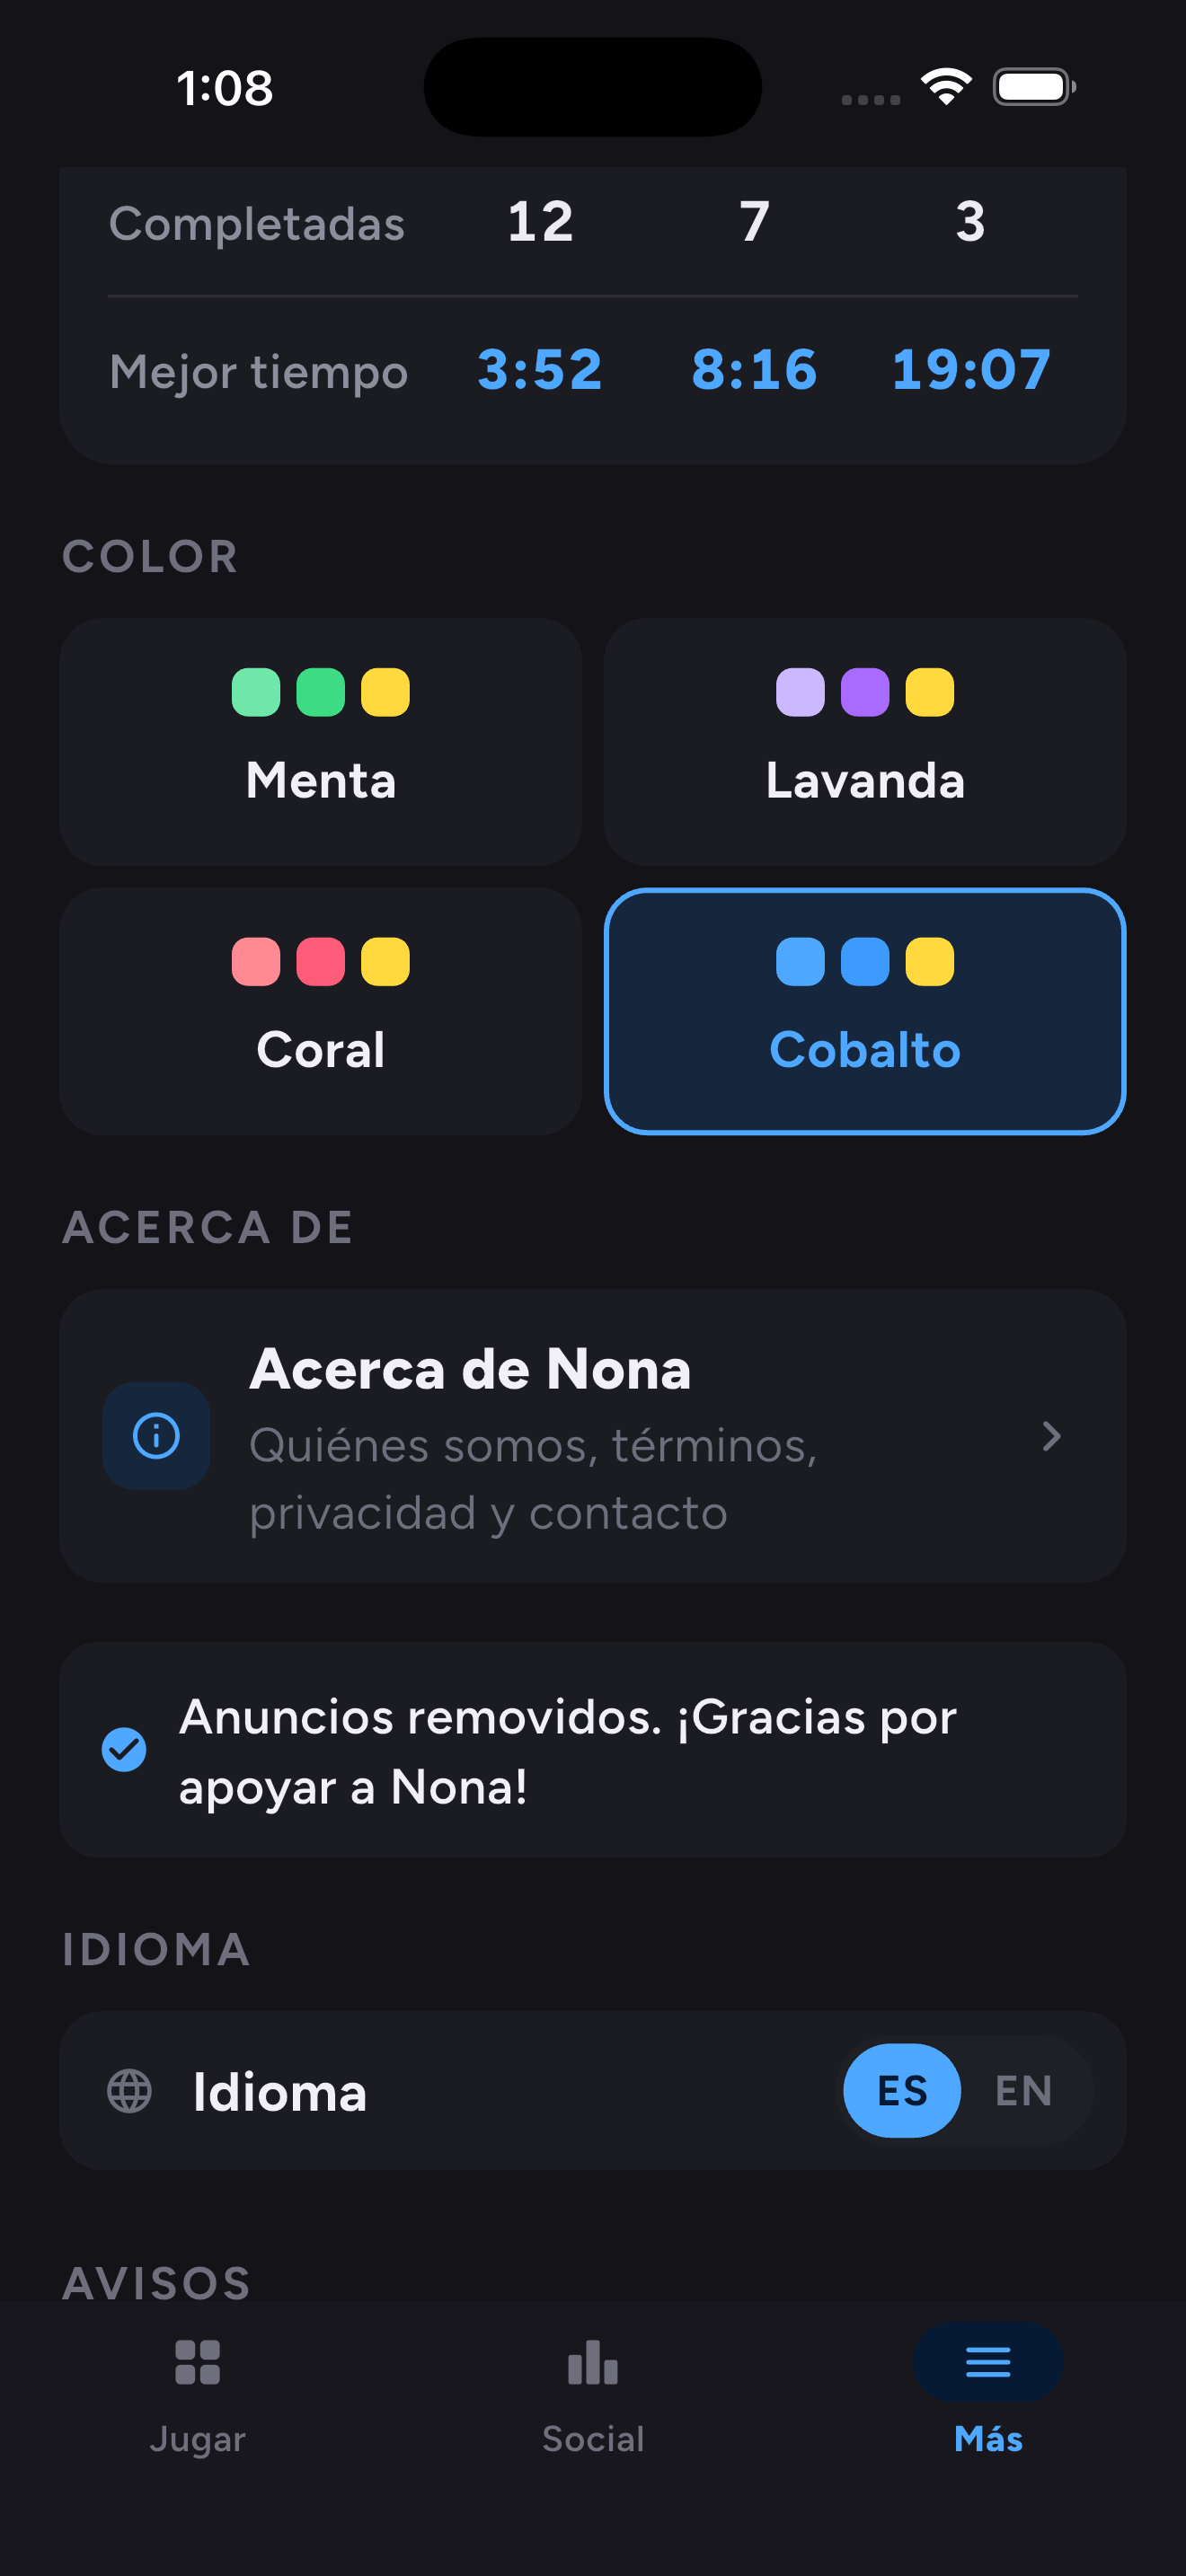 1:08
Completadas 12 7 3
Mejor tiempo 3:52 8:16 19:07
COLOR
Menta Lavanda
Coral Cobalto
ACERCA DE
Acerca de Nona
Quiénes somos, términos,
privacidad y contacto
Anuncios removidos. ¡Gracias por
apoyar a Nona!
IDIOMA
Idioma ES EN
AVISOS
Jugar Social Más